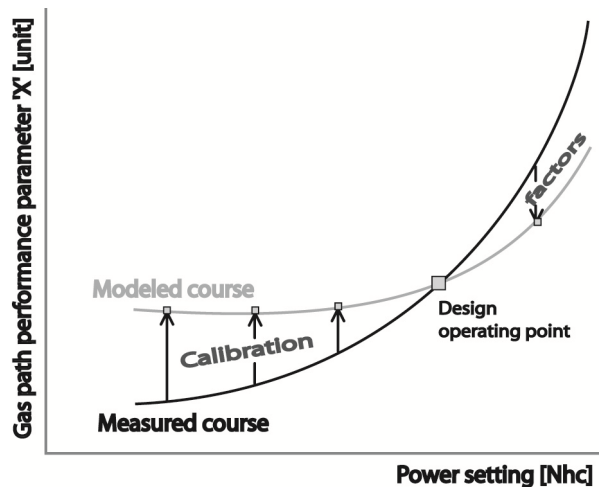 Gas path performance parameter 'X' [unit]
factors
Modeled course
Design
operating point
Calibration
Measured course
Power setting [Nhc]